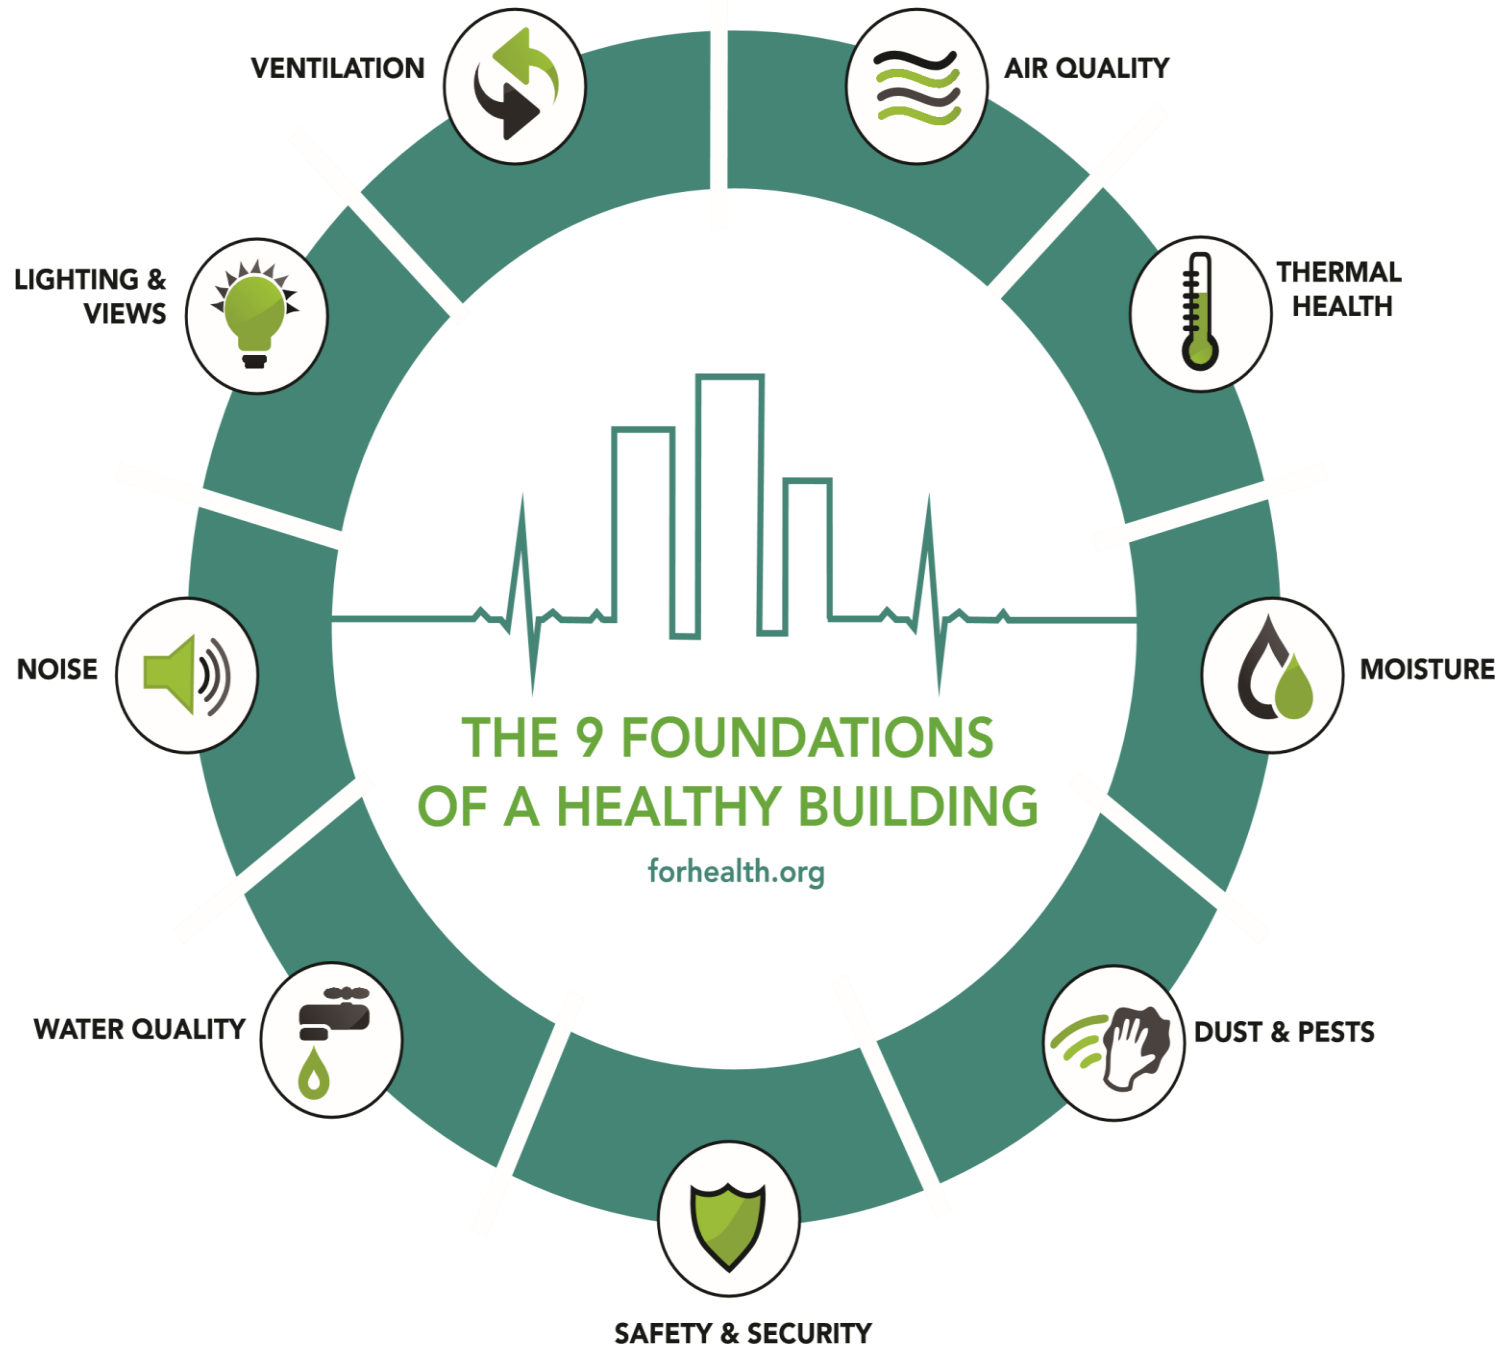 VENTILATION
AIR QUALITY
LIGHTING &
VIEWS
THERMAL
HEALTH
NOISE
MOISTURE
THE 9 FOUNDATIONS
OF A HEALTHY BUILDING
forhealth.org
WATER QUALITY
DUST & PESTS
SAFETY & SECURITY